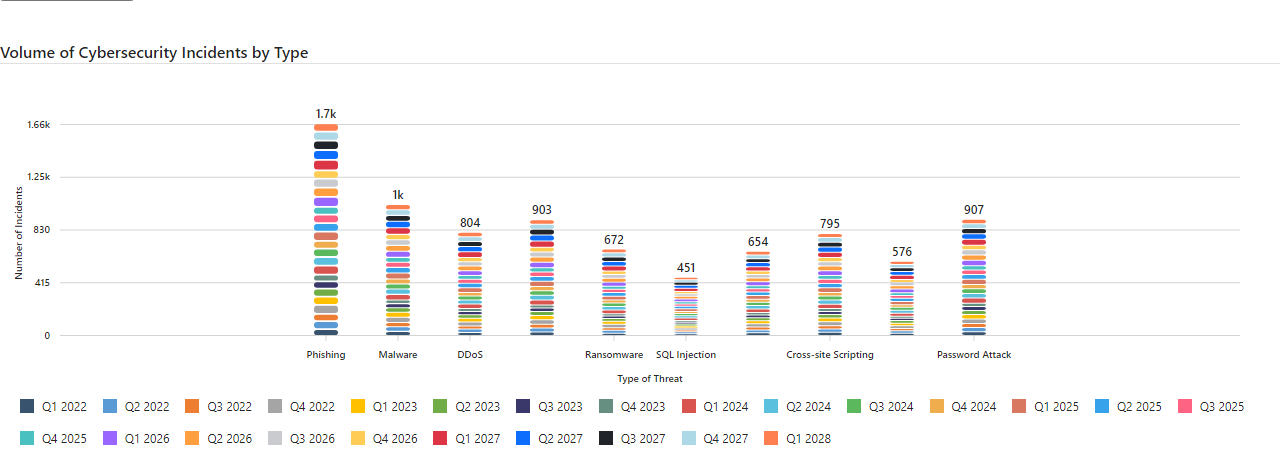 Volume of Cybersecurity Incidents by Type
1.7k
1.66k
1k
1.25k
903
907
804
795
830
672
654
576
451
415
0
Number of Incidents
Phishing Malware DDoS Ransomware SQL Injection Cross-site Scripting Password Attack
Type of Threat
Q1 2022 Q2 2022 Q3 2022 Q4 2022 Q1 2023 Q2 2023 Q3 2023 Q4 2023 Q1 2024 Q2 2024 Q3 2024 Q4 2024 Q1 2025 Q2 2025 Q3 2025
Q4 2025 Q1 2026 Q2 2026 Q3 2026 Q4 2026 Q1 2027 Q2 2027 Q3 2027 Q4 2027 Q1 2028